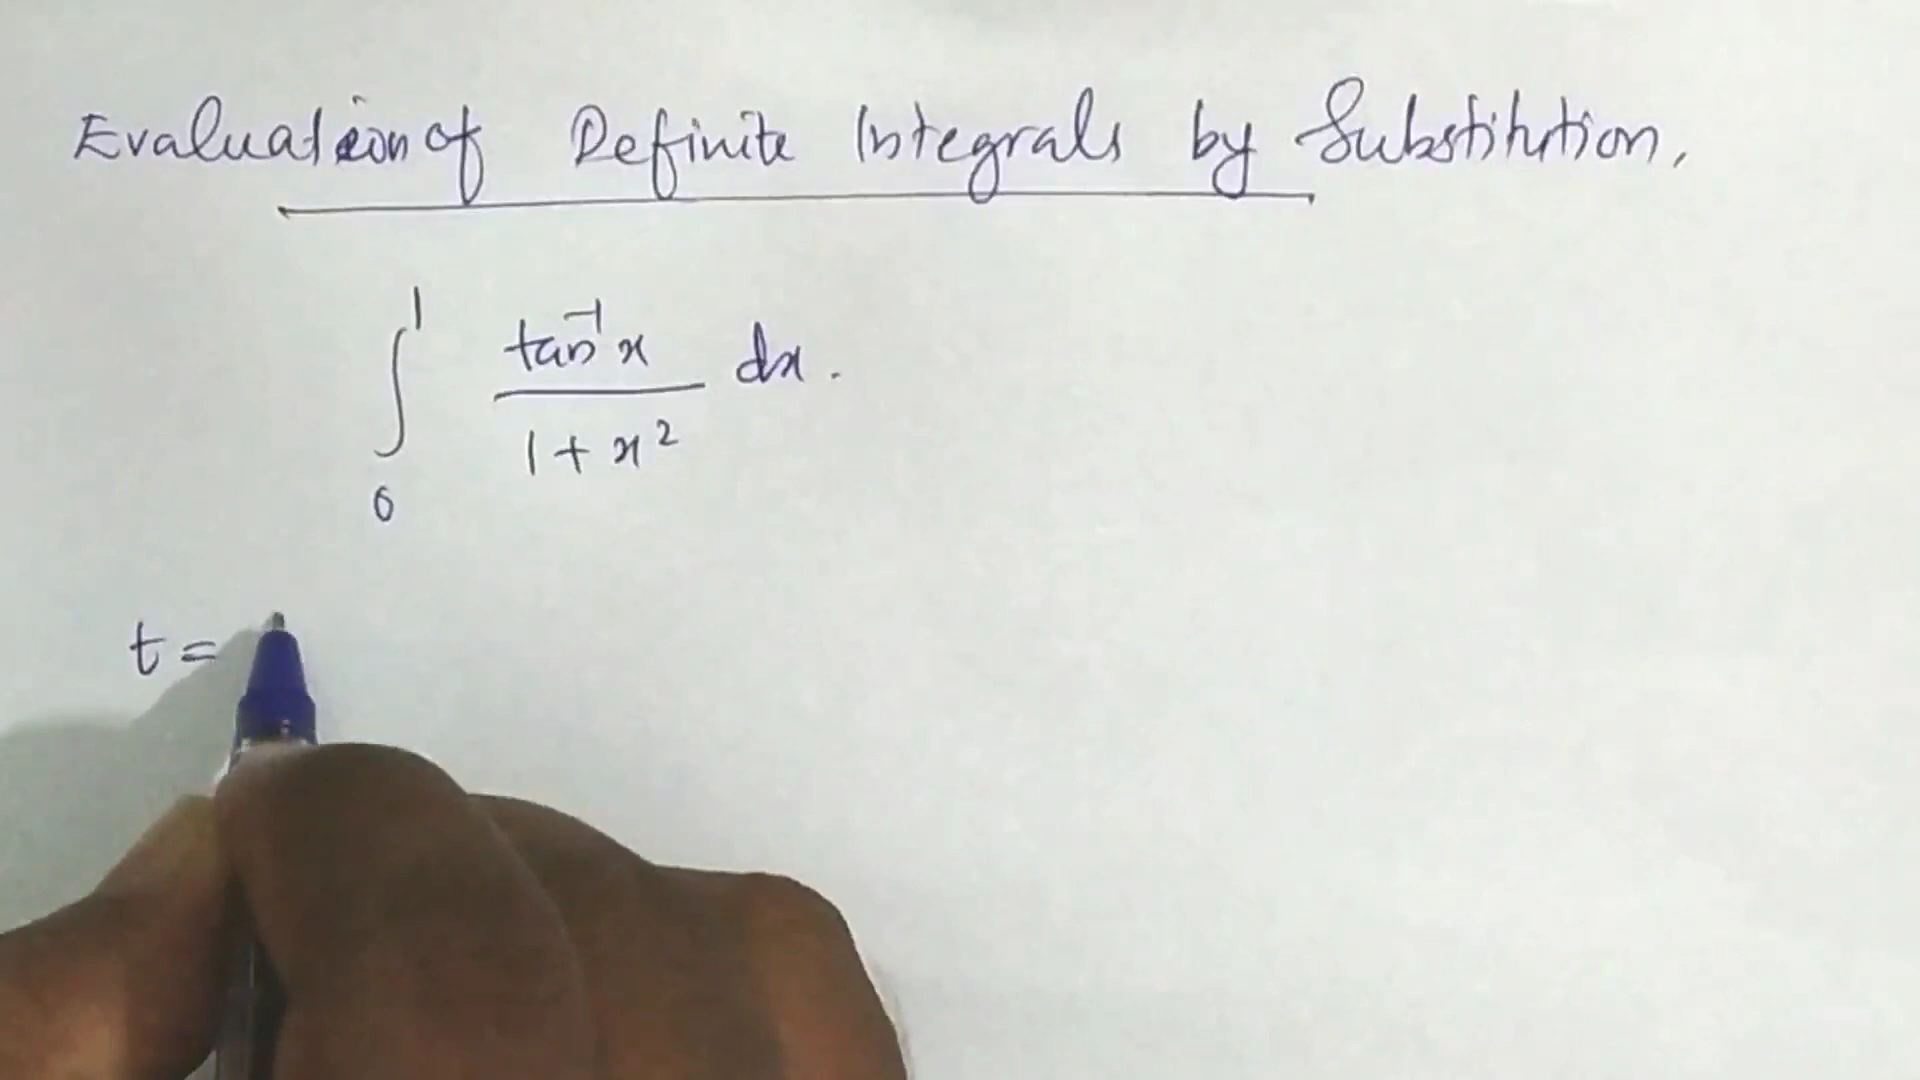 Evaluation of Definite Integrals by Substitution.
∫₀¹ tan⁻¹x / (1 + x²) dx.
t =